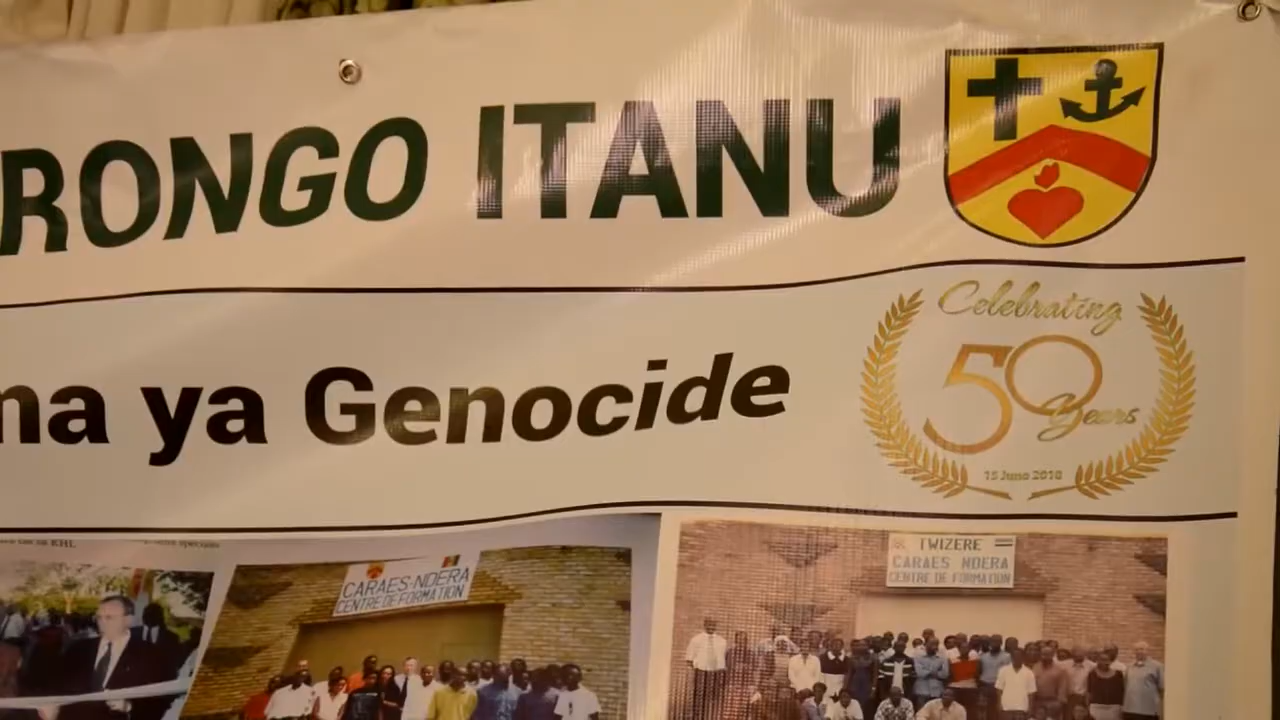 RONGO ITANU
Celebrating
50
Years
15 June 2018
na ya Genocide
CARAES-NDERA
CENTRE DE FORMATION
TWIZERE
CARAES NDERA
CENTRE DE FORMATION